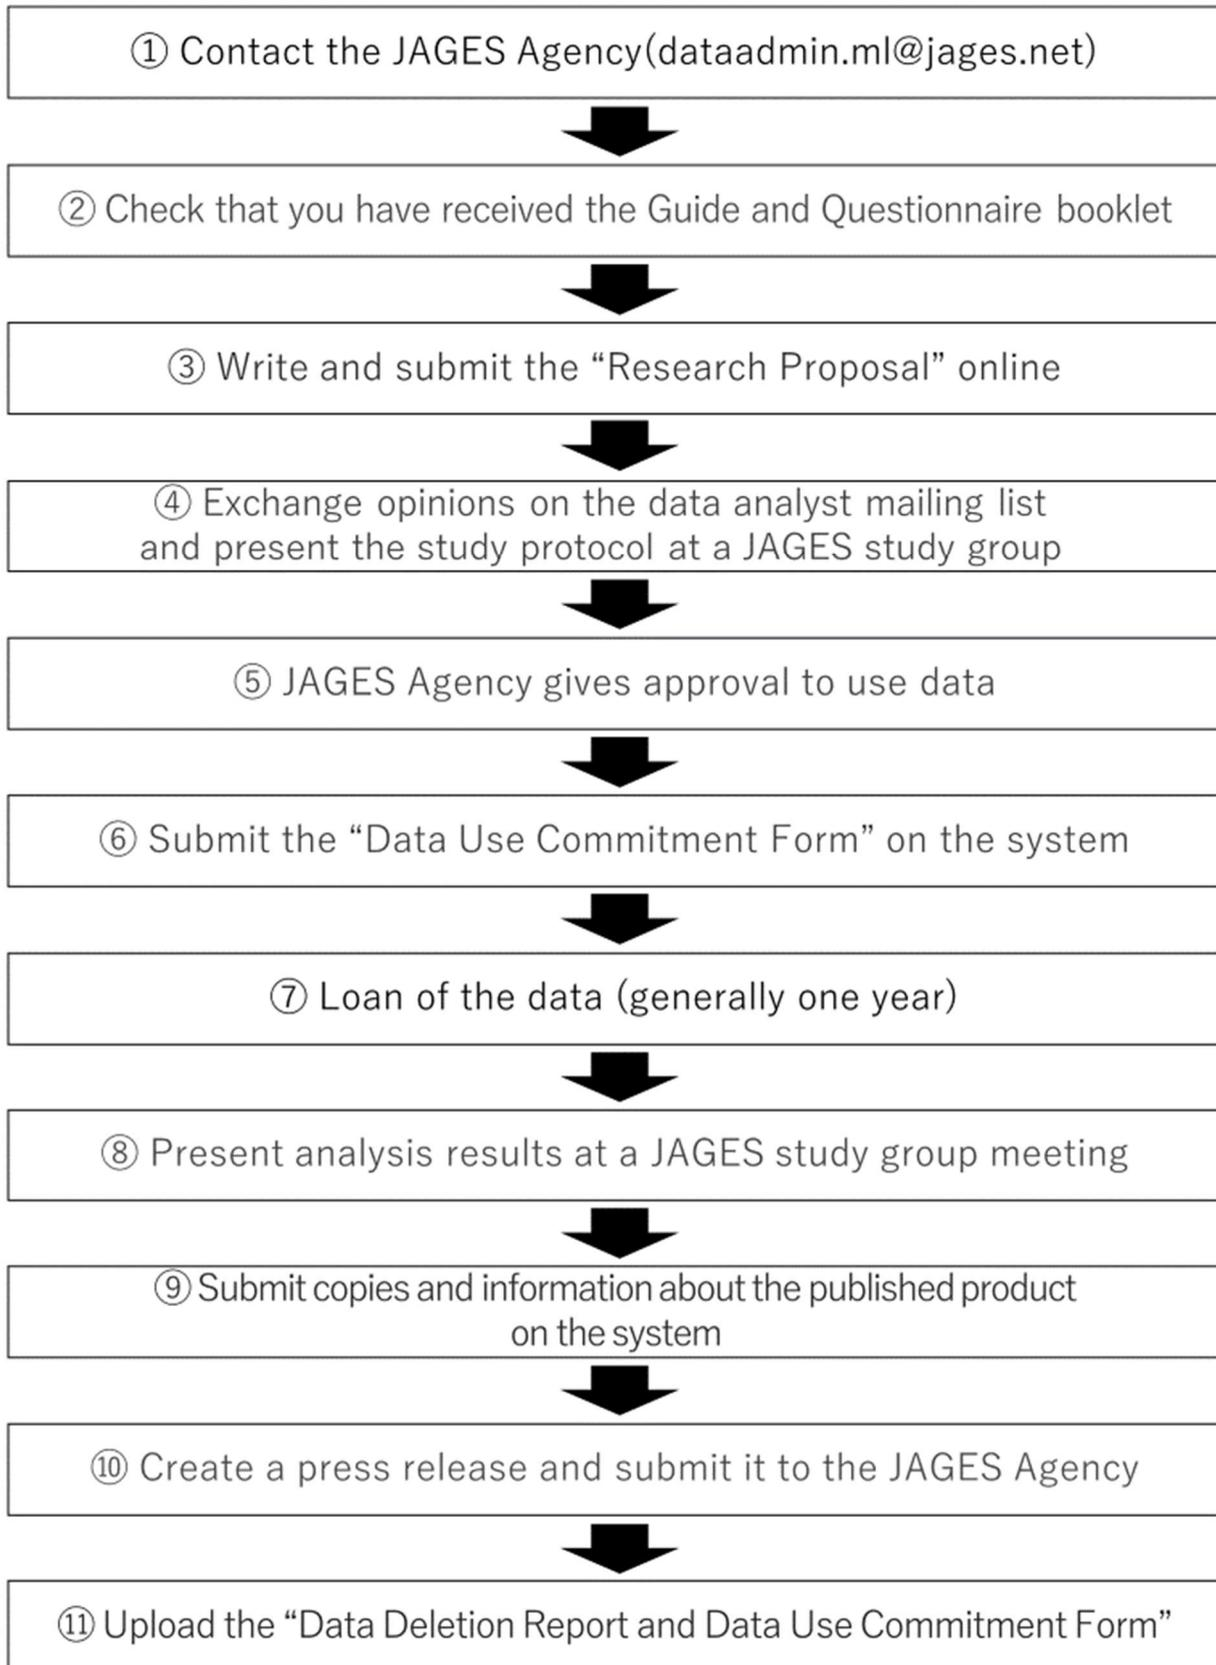 ① Contact the JAGES Agency(dataadmin.ml@jages.net)
② Check that you have received the Guide and Questionnaire booklet
③ Write and submit the “Research Proposal” online
④ Exchange opinions on the data analyst mailing list
and present the study protocol at a JAGES study group
⑤ JAGES Agency gives approval to use data
⑥ Submit the “Data Use Commitment Form” on the system
⑦ Loan of the data (generally one year)
⑧ Present analysis results at a JAGES study group meeting
⑨ Submit copies and information about the published product
on the system
⑩ Create a press release and submit it to the JAGES Agency
⑪ Upload the “Data Deletion Report and Data Use Commitment Form”